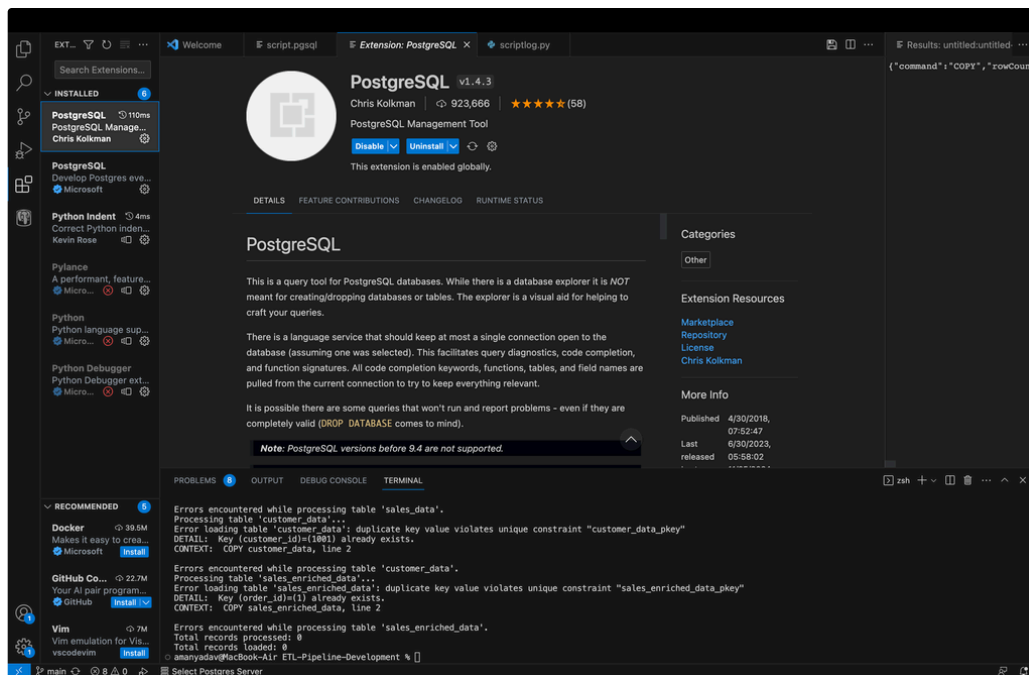 EXT... ...
Welcome
script.pgsql
Extension: PostgreSQL ×
scriptlog.py
...
Results: untitled:untitled- ...
Search Extensions...
INSTALLED 6
PostgreSQL 110ms
PostgreSQL Manage...
Chris Kolkman
PostgreSQL
Develop Postgres eve...
Microsoft
Python Indent 4ms
Correct Python inden...
Kevin Rose
Pylance
A performant, feature...
Micro...
Python
Python language sup...
Micro...
Python Debugger
Python Debugger ext...
Micro...
RECOMMENDED 5
Docker 39.5M
Makes it easy to crea...
Microsoft Install
GitHub Co... 22.7M
Your AI pair program...
GitHub Install
Vim 7M
Vim emulation for Vis...
vscodevim Install
PostgreSQL v1.4.3
Chris Kolkman 923,666 (58)
PostgreSQL Management Tool
Disable Uninstall
This extension is enabled globally.
DETAILS FEATURE CONTRIBUTIONS CHANGELOG RUNTIME STATUS
PostgreSQL
This is a query tool for PostgreSQL databases. While there is a database explorer it is NOT
meant for creating/dropping databases or tables. The explorer is a visual aid for helping to
craft your queries.
There is a language service that should keep at most a single connection open to the
database (assuming one was selected). This facilitates query diagnostics, code completion,
and function signatures. All code completion keywords, functions, tables, and field names are
pulled from the current connection to try to keep everything relevant.
It is possible there are some queries that won't run and report problems - even if they are
completely valid (DROP DATABASE comes to mind).
Note: PostgreSQL versions before 9.4 are not supported.
Categories
Other
Extension Resources
Marketplace
Repository
License
Chris Kolkman
More Info
Published 4/30/2018,
07:52:47
Last 6/30/2023,
released 05:58:02
{"command":"COPY","rowCoun
PROBLEMS 8 OUTPUT DEBUG CONSOLE TERMINAL
zsh
Errors encountered while processing table 'sales_data'.
Processing table 'customer_data'...
Error loading table 'customer_data': duplicate key value violates unique constraint "customer_data_pkey"
DETAIL: Key (customer_id)=(1001) already exists.
CONTEXT: COPY customer_data, line 2
Errors encountered while processing table 'customer_data'.
Processing table 'sales_enriched_data'...
Error loading table 'sales_enriched_data': duplicate key value violates unique constraint "sales_enriched_data_pkey"
DETAIL: Key (order_id)=(1) already exists.
CONTEXT: COPY sales_enriched_data, line 2
Errors encountered while processing table 'sales_enriched_data'.
Total records processed: 0
Total records loaded: 0
amanyadav@MacBook-Air ETL-Pipeline-Development %
main 8 0 Select Postgres Server